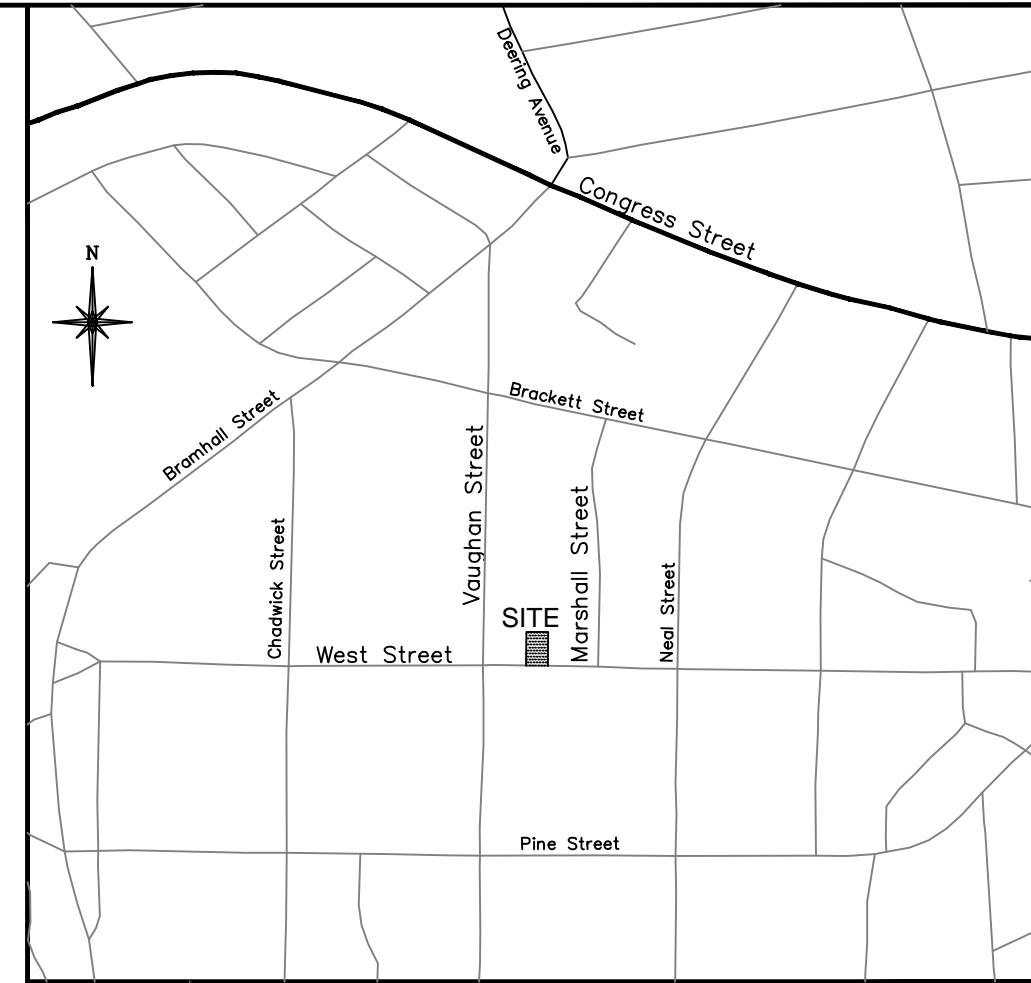 Deering Avenue
Congress Street
N
Brackett Street
Bramhall Street
Vaughan Street
Marshall Street
Chadwick Street
Neal Street
SITE
West Street
Pine Street